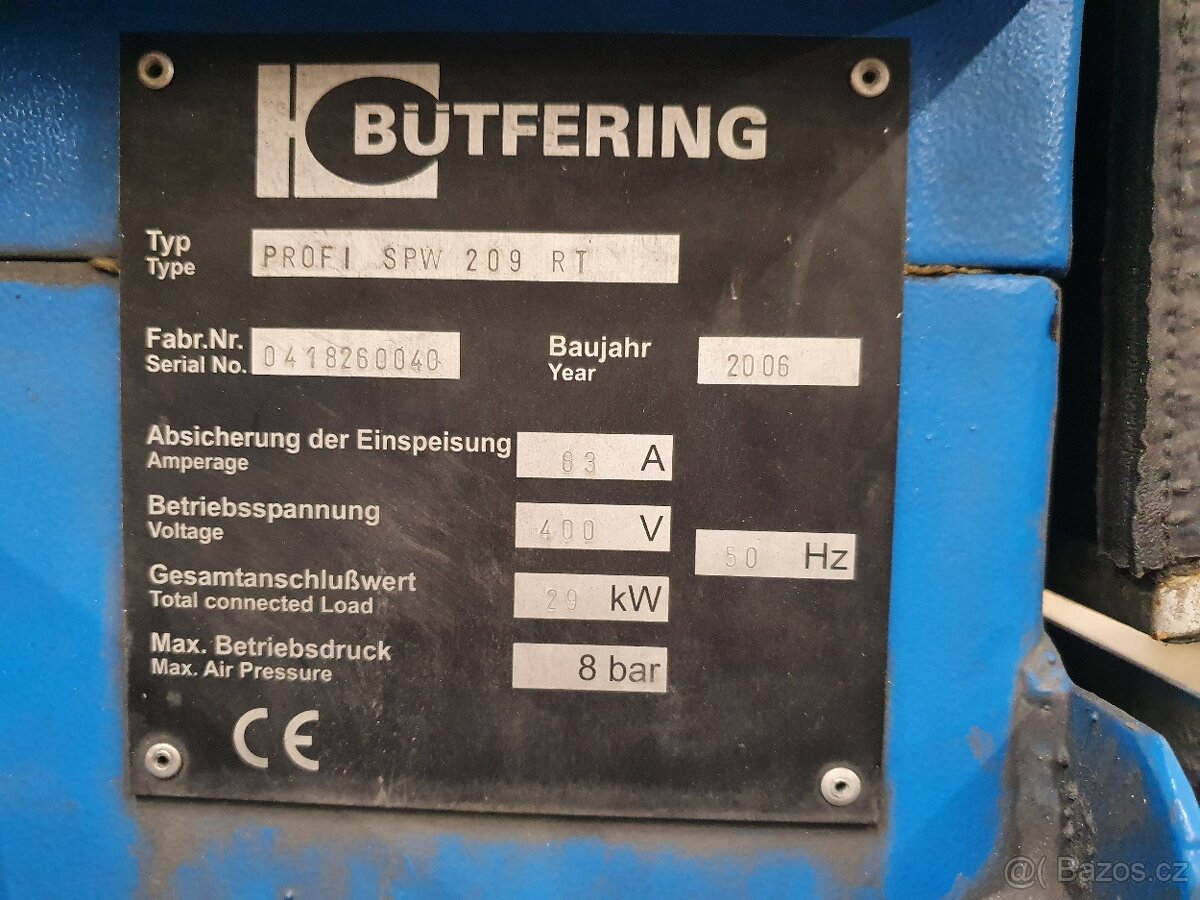 BÜTFERING
Typ
Type
PROFI SPW 209 RT
Fabr.Nr.
Serial No.
0418260040
Baujahr
Year
2006
Absicherung der Einspeisung
Amperage
63 A
Betriebsspannung
Voltage
400 V
50 Hz
Gesamtanschlußwert
Total connected Load
29 kW
Max. Betriebsdruck
Max. Air Pressure
8 bar
CE
@( Bazos.cz